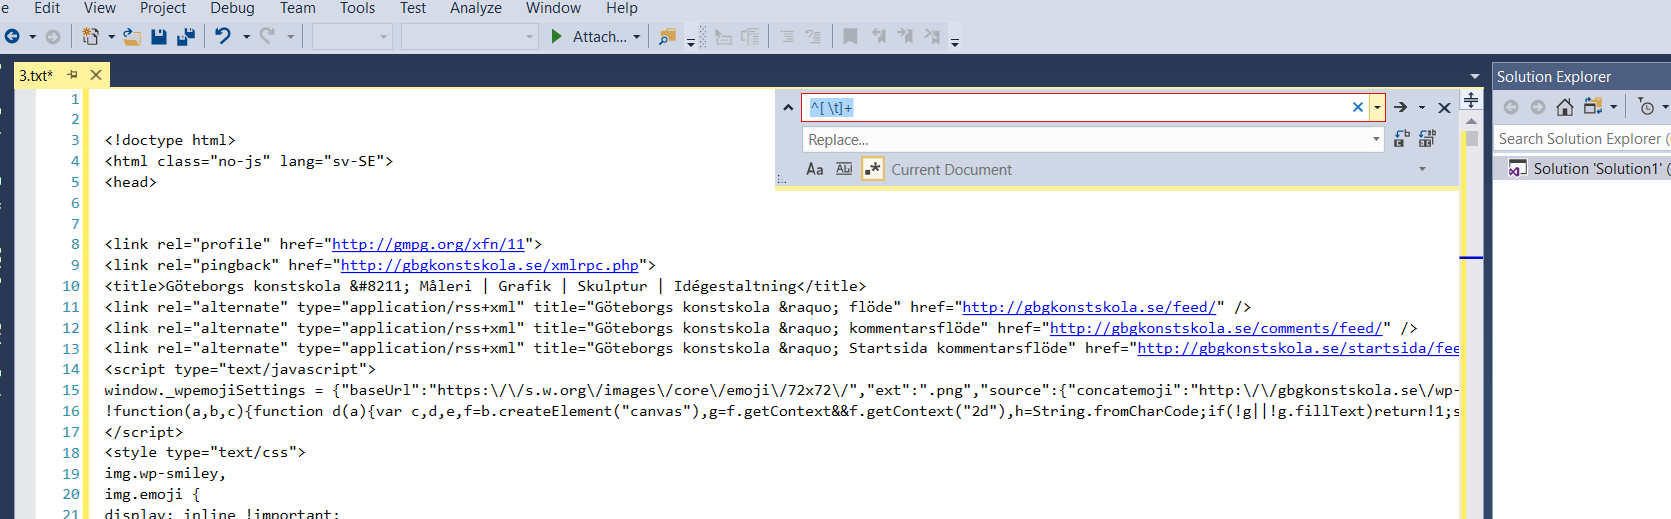 e Edit View Project Debug Team Tools Test Analyze Window Help
Attach...
3.txt*
Solution Explorer
^[ \t]+
Replace...
Aa Current Document
Search Solution Explorer (
Solution 'Solution1' (
1
2
3 <!doctype html>
4 <html class="no-js" lang="sv-SE">
5 <head>
6
7
8 <link rel="profile" href="http://gmpg.org/xfn/11">
9 <link rel="pingback" href="http://gbgkonstskola.se/xmlrpc.php">
10 <title>Göteborgs konstskola &#8211; Måleri | Grafik | Skulptur | Idégestaltning</title>
11 <link rel="alternate" type="application/rss+xml" title="Göteborgs konstskola &raquo; flöde" href="http://gbgkonstskola.se/feed/" />
12 <link rel="alternate" type="application/rss+xml" title="Göteborgs konstskola &raquo; kommentarsflöde" href="http://gbgkonstskola.se/comments/feed/" />
13 <link rel="alternate" type="application/rss+xml" title="Göteborgs konstskola &raquo; Startsida kommentarsflöde" href="http://gbgkonstskola.se/startsida/fee
14 <script type="text/javascript">
15 window._wpemojiSettings = {"baseUrl":"https:\/\/s.w.org\/images\/core\/emoji\/72x72\/","ext":".png","source":{"concatemoji":"http:\/\/gbgkonstskola.se\/wp-
16 !function(a,b,c){function d(a){var c,d,e,f=b.createElement("canvas"),g=f.getContext&&f.getContext("2d"),h=String.fromCharCode;if(!g||!g.fillText)return!1;s
17 </script>
18 <style type="text/css">
19 img.wp-smiley,
20 img.emoji {
21 display: inline !important;